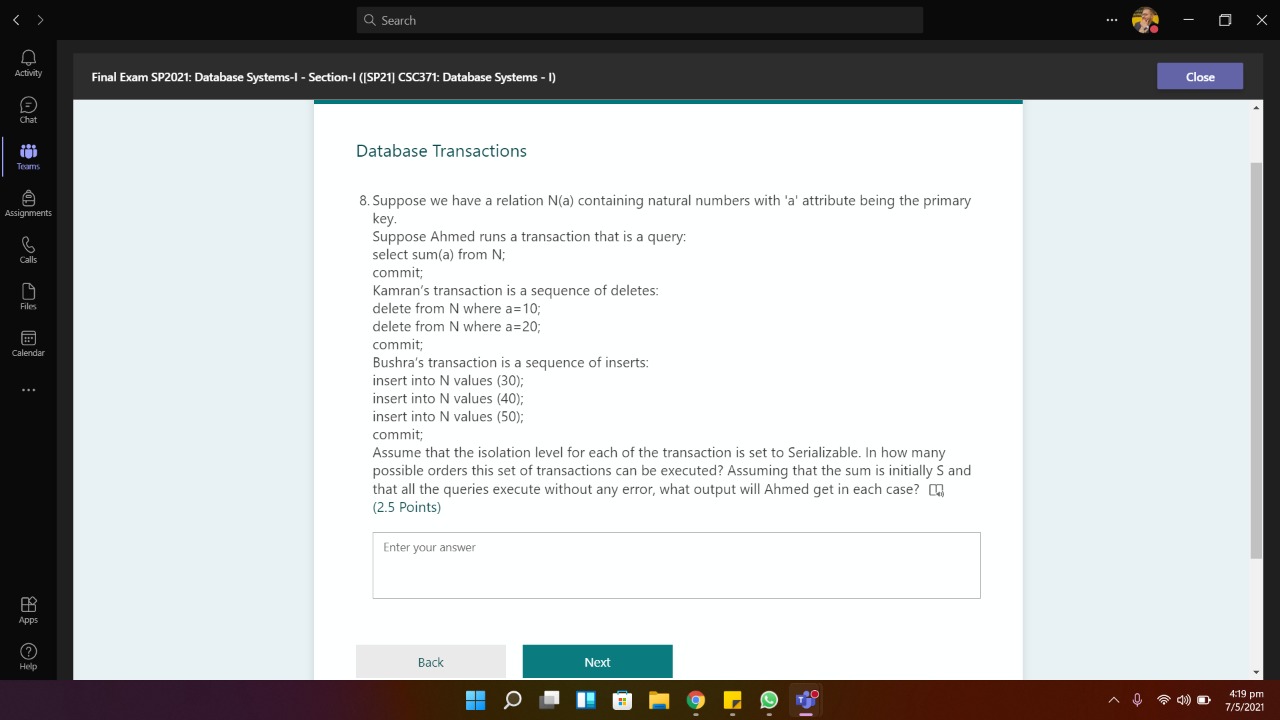 Search
Activity
Chat
Teams
Assignments
Calls
Files
Calendar
Apps
Help
Final Exam SP2021: Database Systems-I - Section-I ([SP21] CSC371: Database Systems - I)
Close
Database Transactions
8. Suppose we have a relation N(a) containing natural numbers with 'a' attribute being the primary
key.
Suppose Ahmed runs a transaction that is a query:
select sum(a) from N;
commit;
Kamran's transaction is a sequence of deletes:
delete from N where a=10;
delete from N where a=20;
commit;
Bushra's transaction is a sequence of inserts:
insert into N values (30);
insert into N values (40);
insert into N values (50);
commit;
Assume that the isolation level for each of the transaction is set to Serializable. In how many
possible orders this set of transactions can be executed? Assuming that the sum is initially S and
that all the queries execute without any error, what output will Ahmed get in each case?
(2.5 Points)
Enter your answer
Back
Next
4:19 pm
7/5/2021